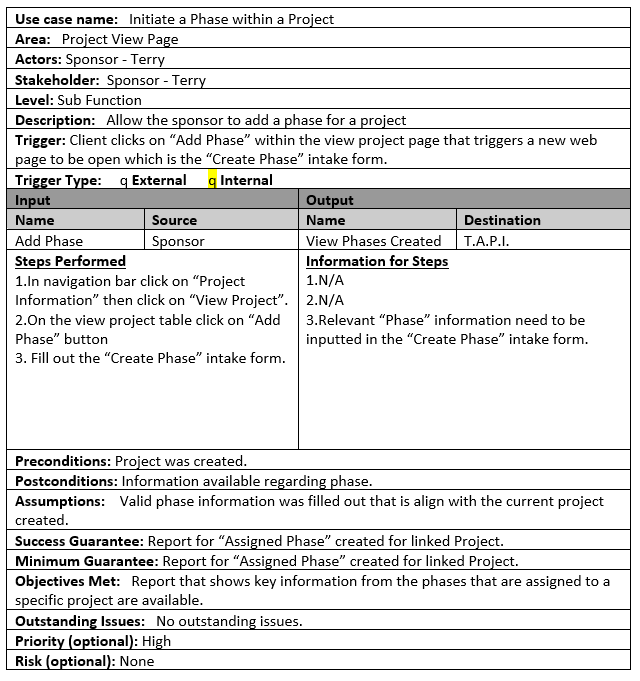 Use case name: Initiate a Phase within a Project
Area: Project View Page
Actors: Sponsor - Terry
Stakeholder: Sponsor - Terry
Level: Sub Function
Description: Allow the sponsor to add a phase for a project
Trigger: Client clicks on “Add Phase” within the view project page that triggers a new web
page to be open which is the “Create Phase” intake form.
Trigger Type: q External q Internal
Input Output
Name Source Name Destination
Add Phase Sponsor View Phases Created T.A.P.I.
Steps Performed
1.In navigation bar click on “Project
Information” then click on “View Project”.
2.On the view project table click on “Add
Phase” button
3. Fill out the “Create Phase” intake form.
Information for Steps
1.N/A
2.N/A
3.Relevant “Phase” information need to be
inputted in the “Create Phase” intake form.
Preconditions: Project was created.
Postconditions: Information available regarding phase.
Assumptions: Valid phase information was filled out that is align with the current project
created.
Success Guarantee: Report for “Assigned Phase” created for linked Project.
Minimum Guarantee: Report for “Assigned Phase” created for linked Project.
Objectives Met: Report that shows key information from the phases that are assigned to a
specific project are available.
Outstanding Issues: No outstanding issues.
Priority (optional): High
Risk (optional): None